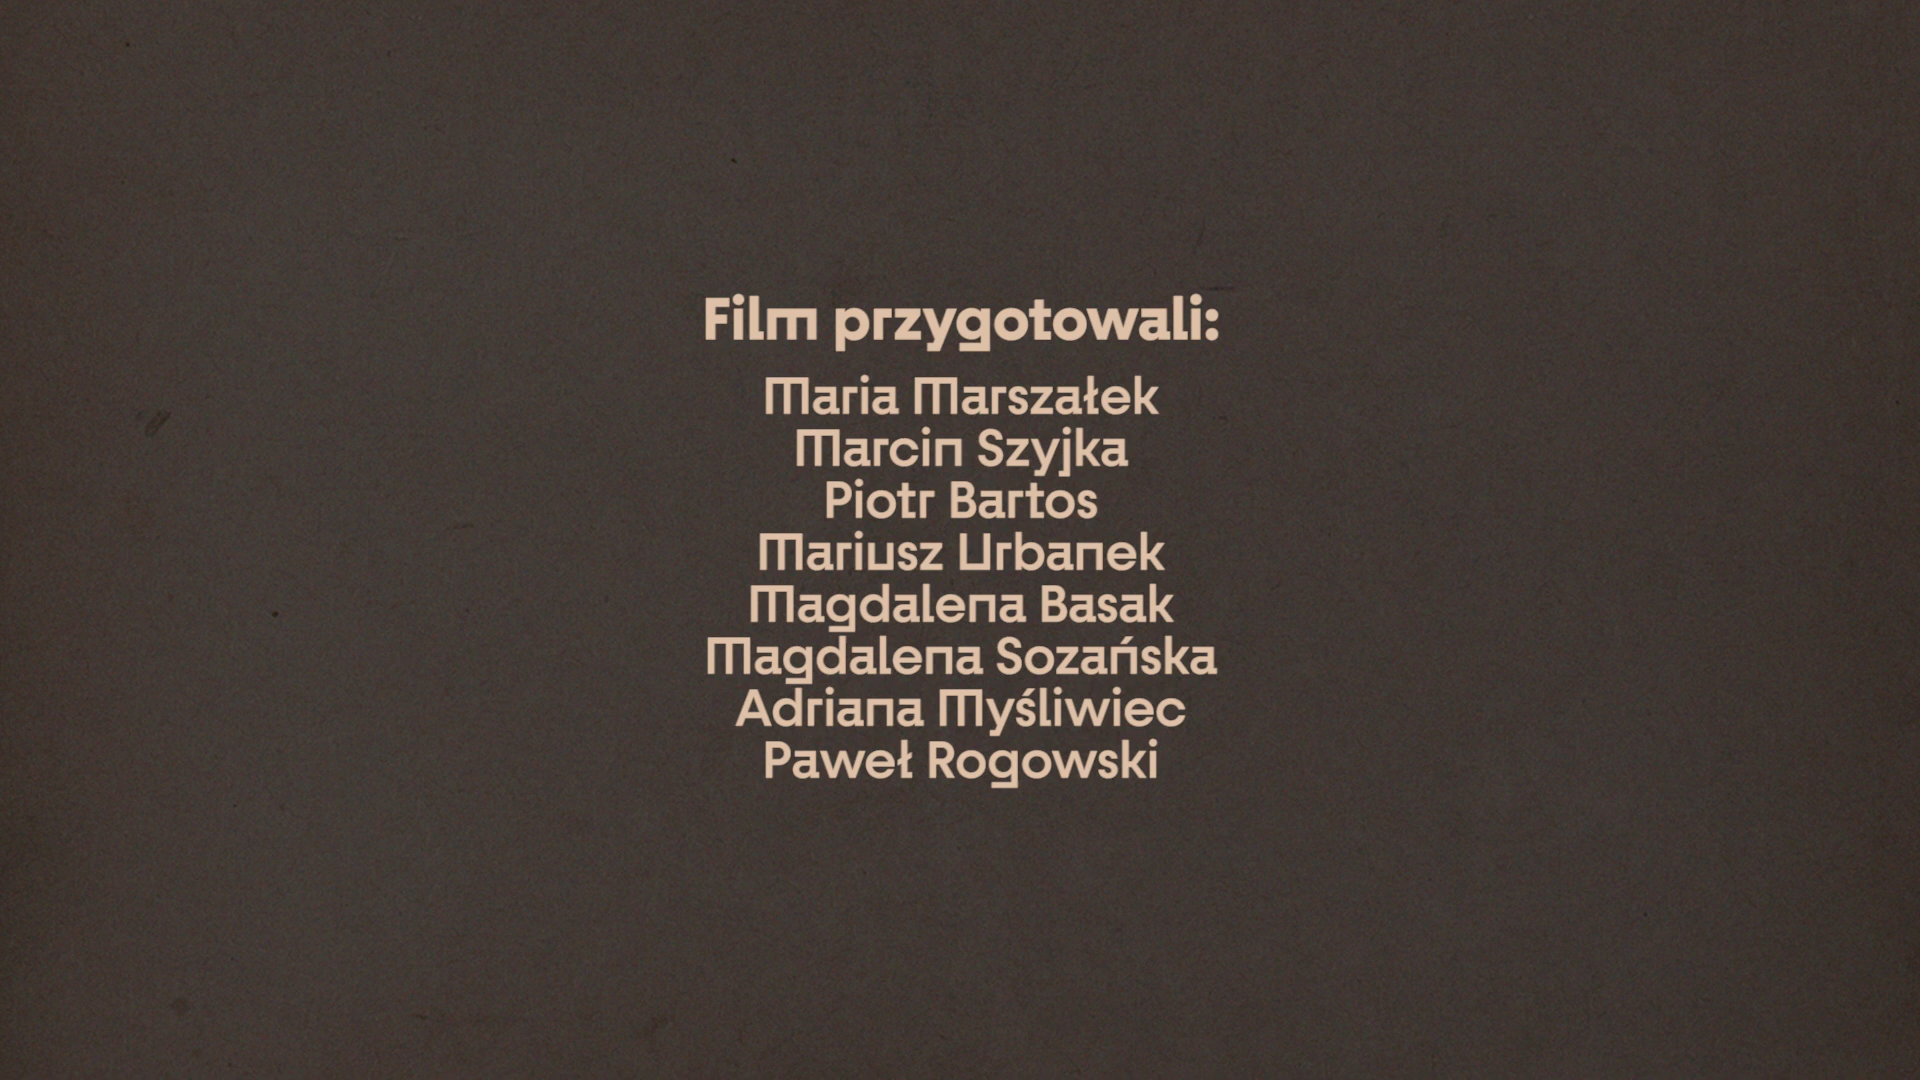 Film przygotowali:
Maria Marszałek
Marcin Szyjka
Piotr Bartos
Mariusz Urbanek
Magdalena Basak
Magdalena Sozańska
Adriana Myśliwiec
Paweł Rogowski